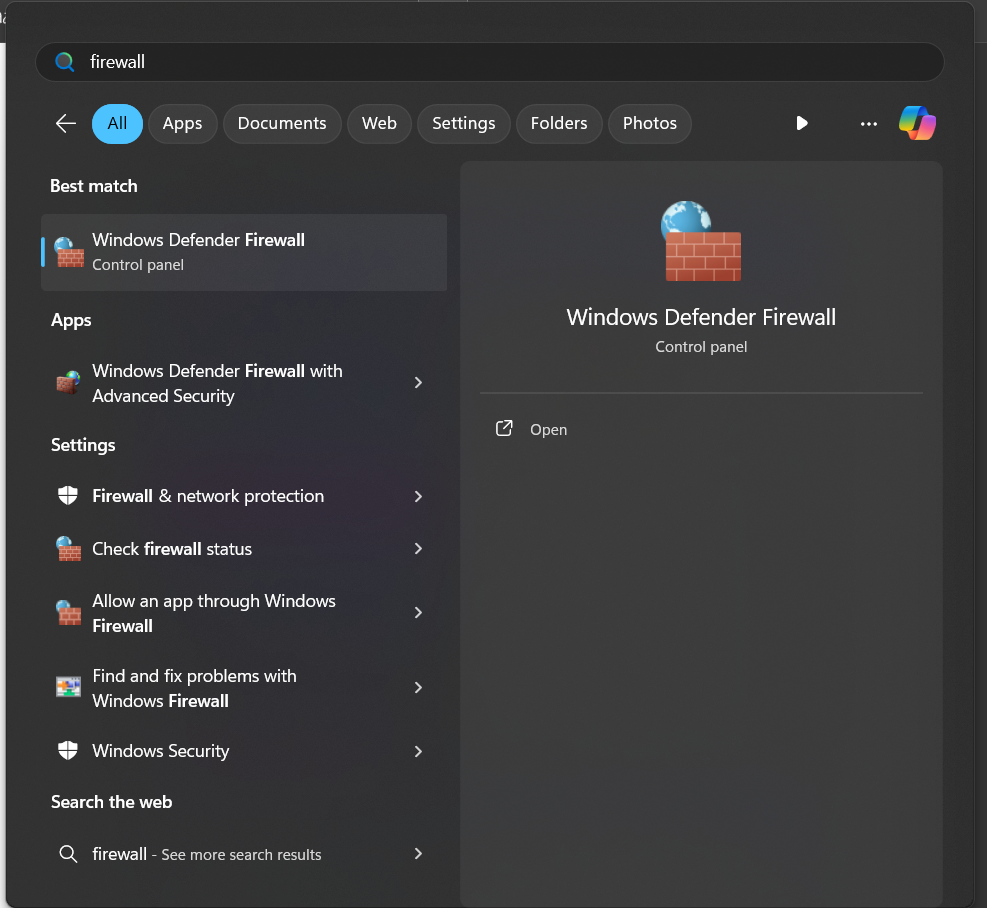 firewall
All Apps Documents Web Settings Folders Photos
Best match
Windows Defender Firewall
Control panel
Apps
Windows Defender Firewall with
Advanced Security
Settings
Firewall & network protection
Check firewall status
Allow an app through Windows
Firewall
Find and fix problems with
Windows Firewall
Windows Security
Search the web
firewall - See more search results
Windows Defender Firewall
Control panel
Open